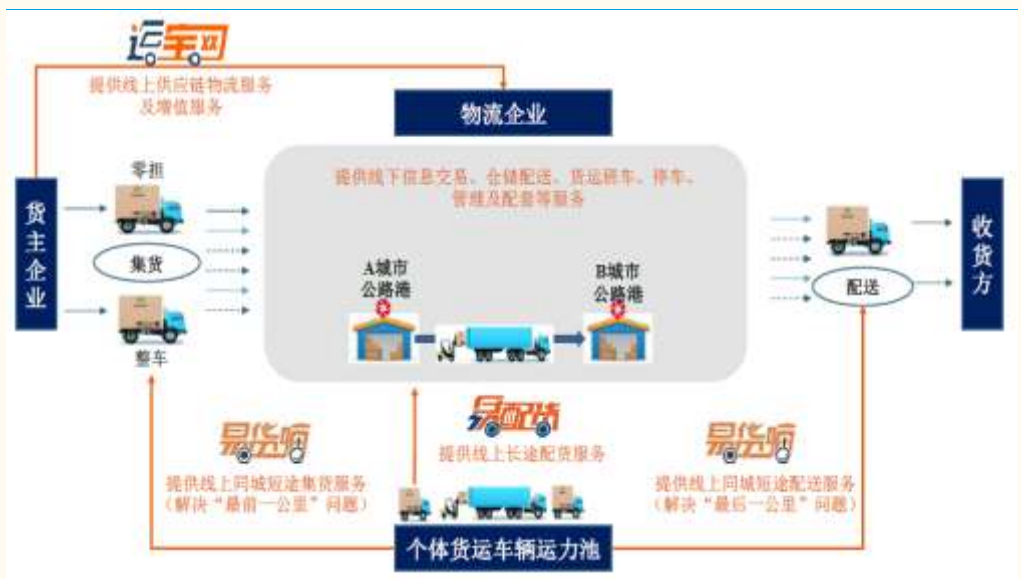 运宝网
提供线上供应链物流服务
及增值服务
物流企业
零担
提供线下信息交易、仓储配送、货运班车、停车、
管理及配套等服务
货主企业
集货
A城市
公路港
B城市
公路港
配送
收货方
整车
易配货
易货嘀
提供线上长途配货服务
易货嘀
提供线上同城短途集货服务
（解决“最前一公里”问题）
提供线上同城短途配送服务
（解决“最后一公里”问题）
个体货运车辆运力池